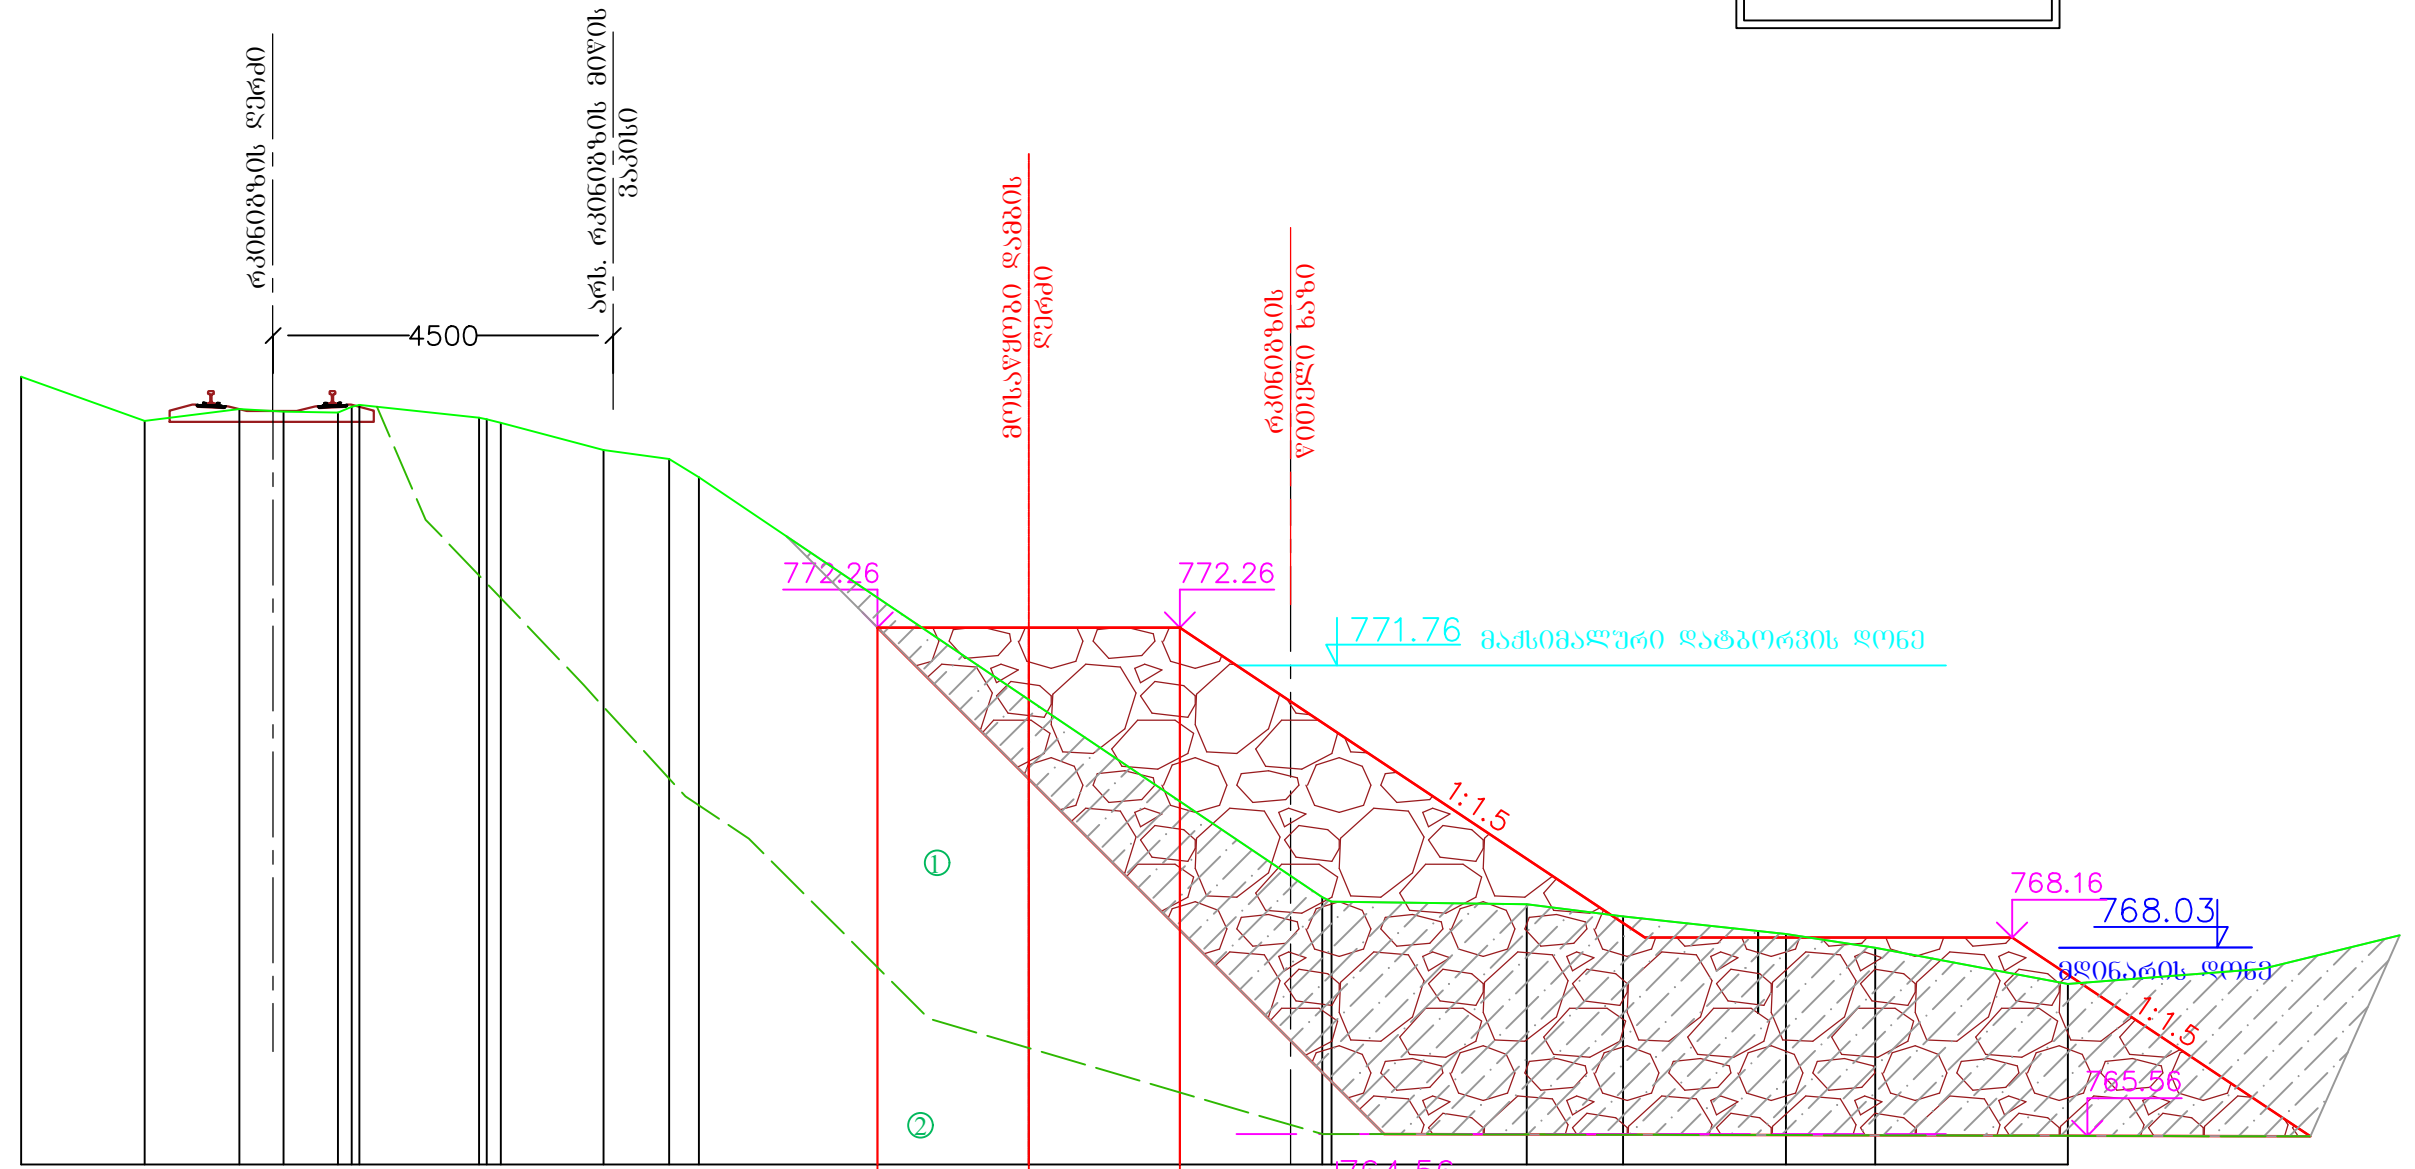 რკინიგზის ღერძი
არს. რკინიგზის მიწის
ვაკისი
4500
მოსაწყობი დამბის
ღერძი
რკინიგზის
წითელი ხაზი
772.26
772.26
771.76
მაქსიმალური დატბორვის დონე
1:1.5
①
768.16
768.03
მდინარის დონე
1:1.5
765.56
②